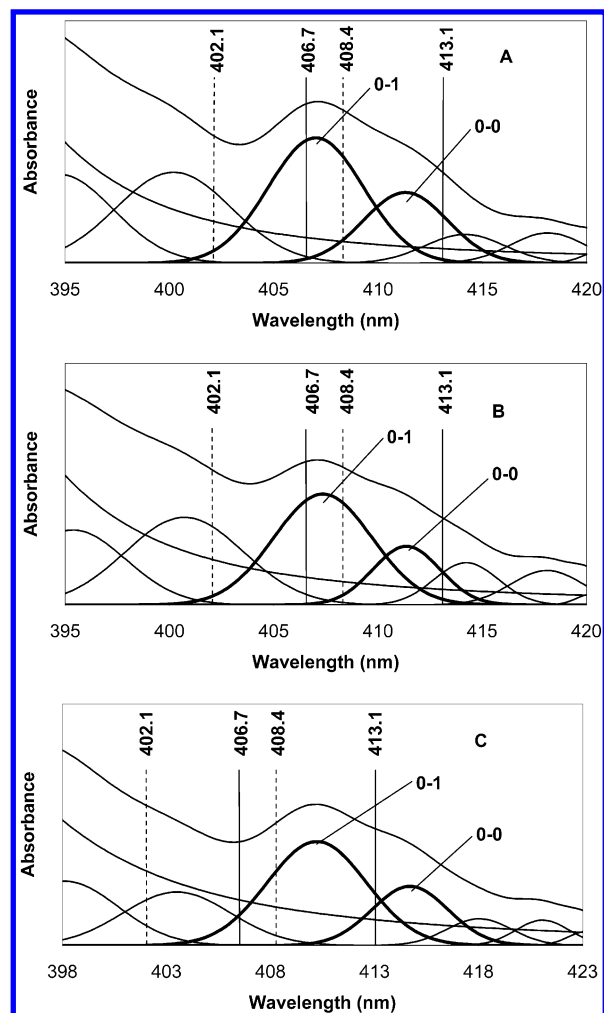 402.1 406.7 408.4 413.1 A
0-1
0-0
Absorbance
395 400 405 410 415 420
Wavelength (nm)
402.1 406.7 408.4 413.1 B
0-1
0-0
Absorbance
395 400 405 410 415 420
Wavelength (nm)
402.1 406.7 408.4 413.1 C
0-1
0-0
Absorbance
398 403 408 413 418 423
Wavelength (nm)